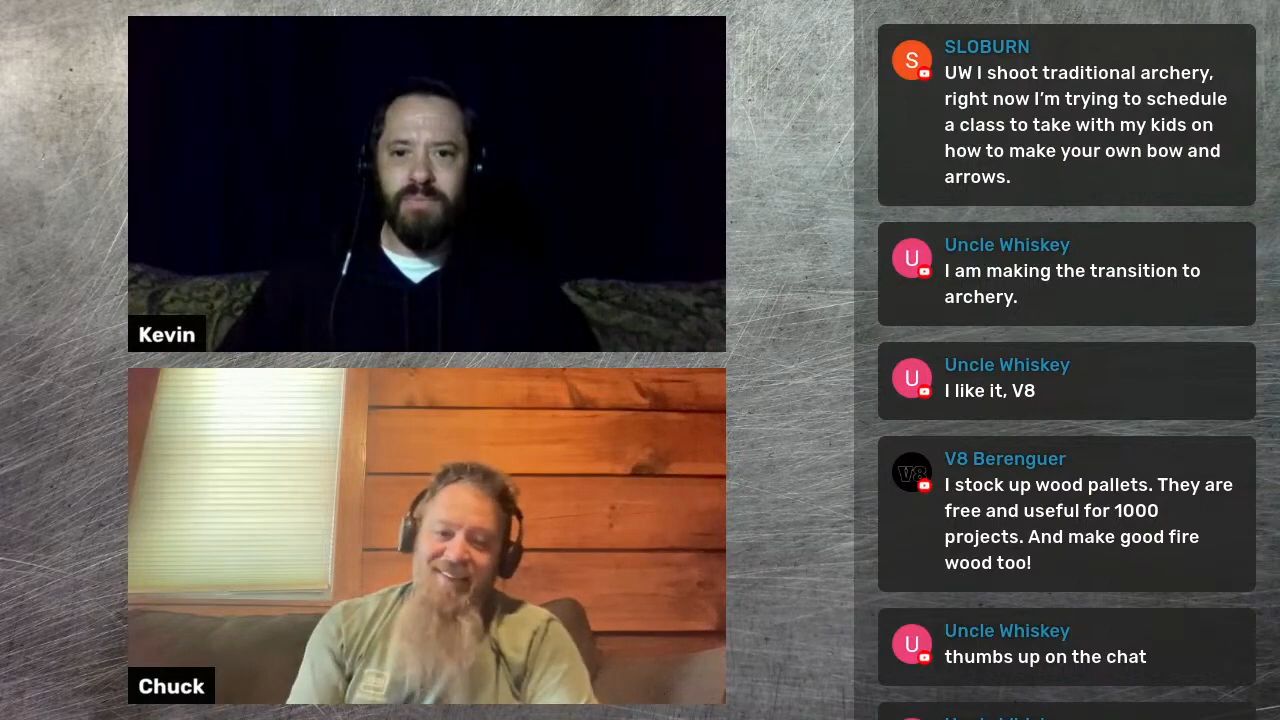 Kevin
Chuck
S
SLOBURN
UW I shoot traditional archery,
right now I’m trying to schedule
a class to take with my kids on
how to make your own bow and
arrows.
U
Uncle Whiskey
I am making the transition to
archery.
U
Uncle Whiskey
I like it, V8
V8
V8 Berenguer
I stock up wood pallets. They are
free and useful for 1000
projects. And make good fire
wood too!
U
Uncle Whiskey
thumbs up on the chat